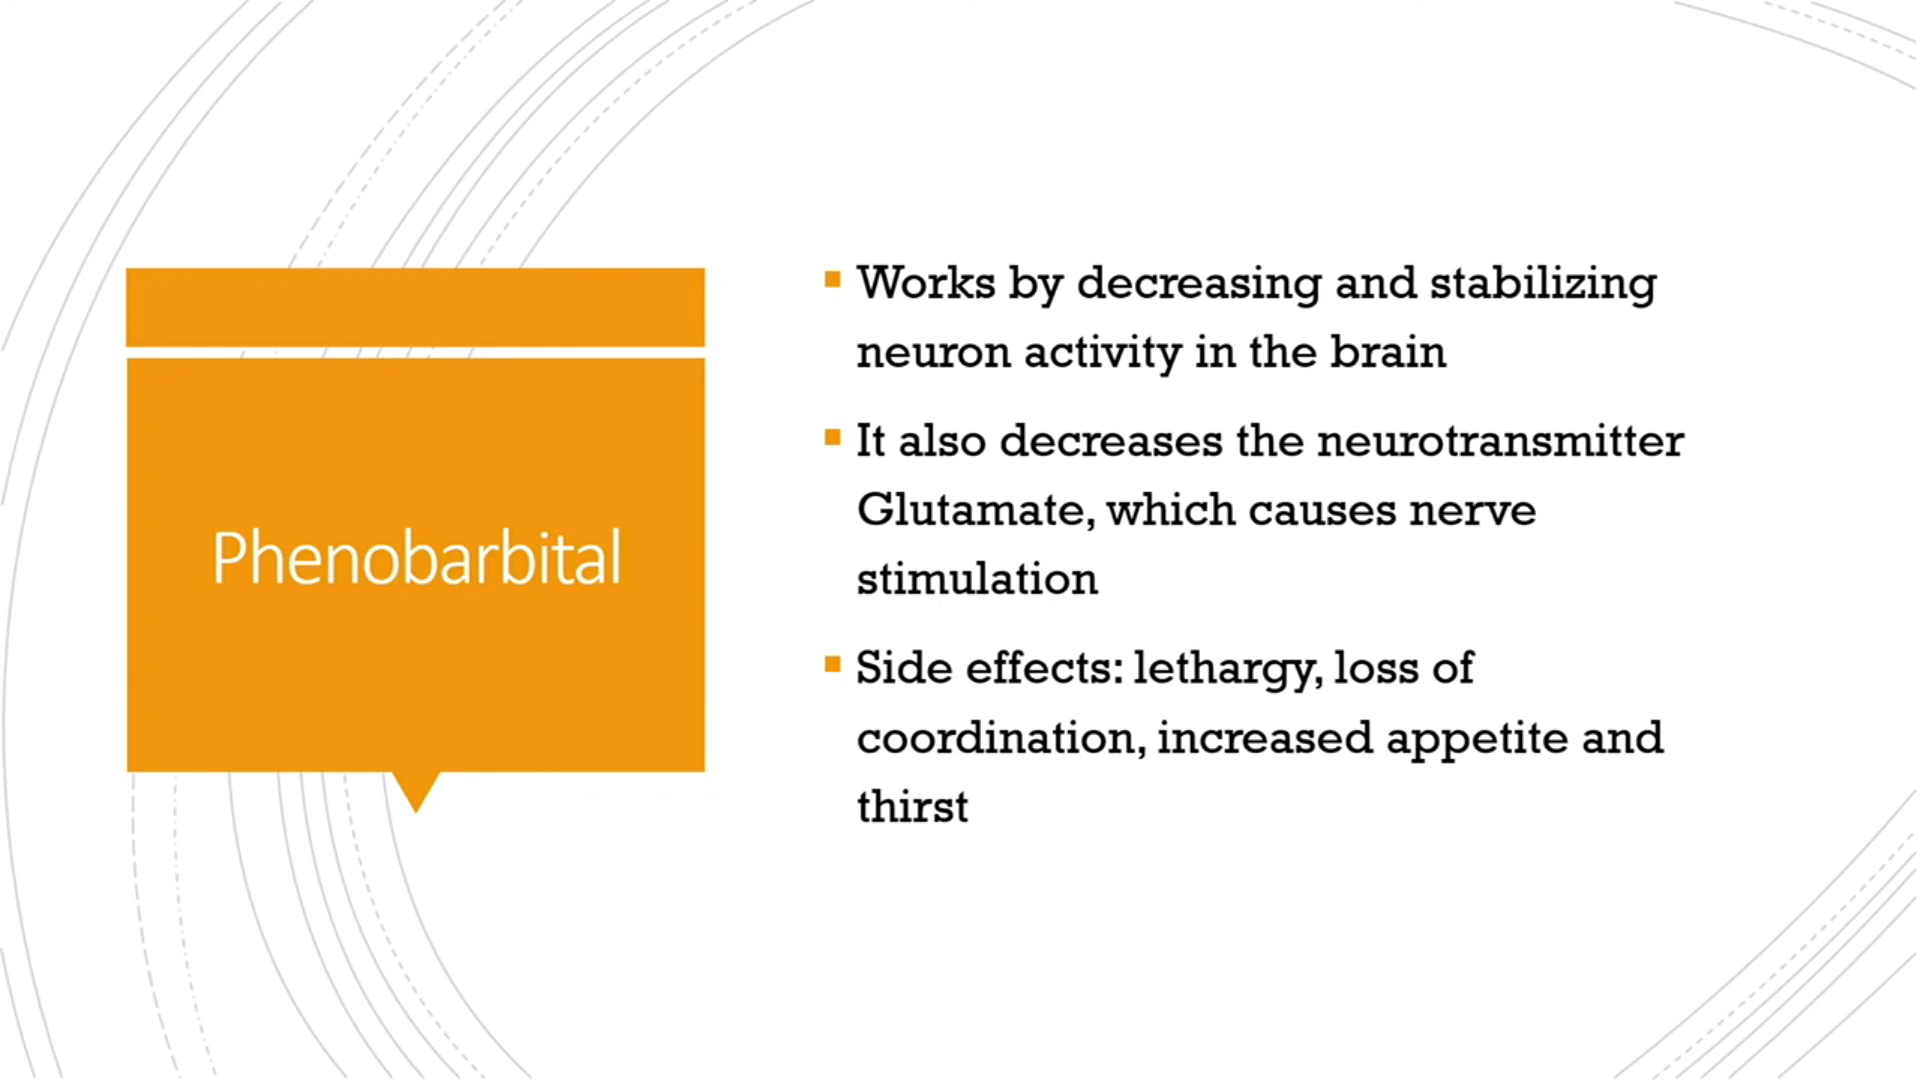 Phenobarbital
Works by decreasing and stabilizing
neuron activity in the brain
It also decreases the neurotransmitter
Glutamate, which causes nerve
stimulation
Side effects: lethargy, loss of
coordination, increased appetite and
thirst